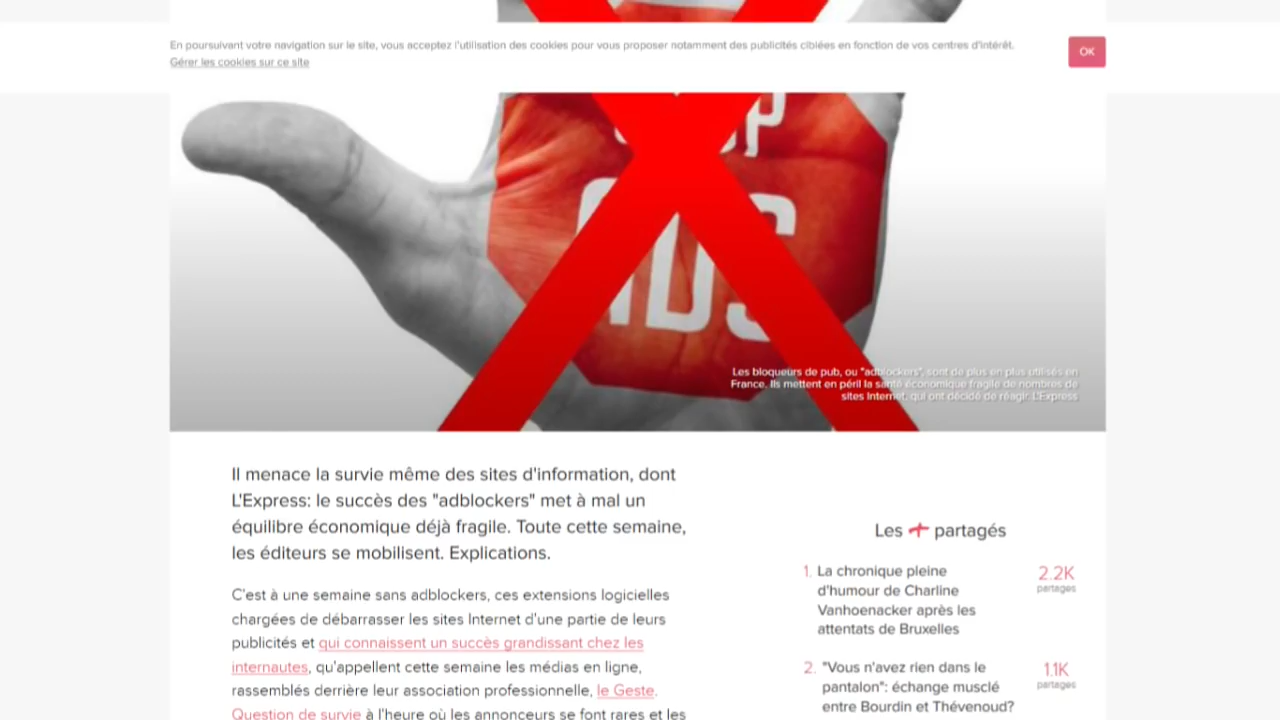 En poursuivant votre navigation sur le site, vous acceptez l'utilisation des cookies pour vous proposer notamment des publicités ciblées en fonction de vos centres d'intérêt.
Gérer les cookies sur ce site
OK
Les bloqueurs de pub, ou "adblockers", sont de plus en plus utilisés en
France. Ils mettent en péril la santé économique fragile de nombres de
sites Internet, qui ont décidé de réagir. L'Express
Il menace la survie même des sites d'information, dont
L'Express: le succès des "adblockers" met à mal un
équilibre économique déjà fragile. Toute cette semaine,
les éditeurs se mobilisent. Explications.
C'est à une semaine sans adblockers, ces extensions logicielles
chargées de débarrasser les sites Internet d'une partie de leurs
publicités et qui connaissent un succès grandissant chez les
internautes, qu'appellent cette semaine les médias en ligne,
rassemblés derrière leur association professionnelle, le Geste.
Question de survie à l'heure où les annonceurs se font rares et les
Les + partagés
1. La chronique pleine
d'humour de Charline
Vanhoenacker après les
attentats de Bruxelles
2.2K
partages
2. "Vous n'avez rien dans le
pantalon": échange musclé
entre Bourdin et Thévenoud?
1.1K
partages